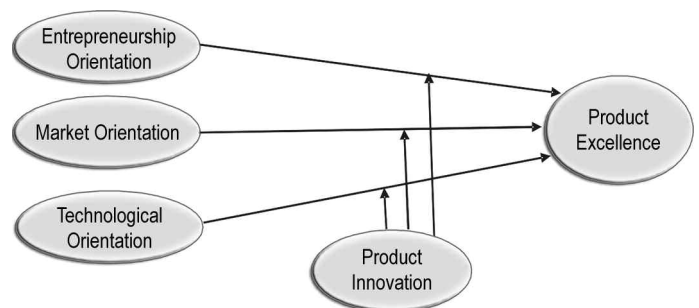 Entrepreneurship
Orientation
Market Orientation
Technological
Orientation
Product
Innovation
Product
Excellence